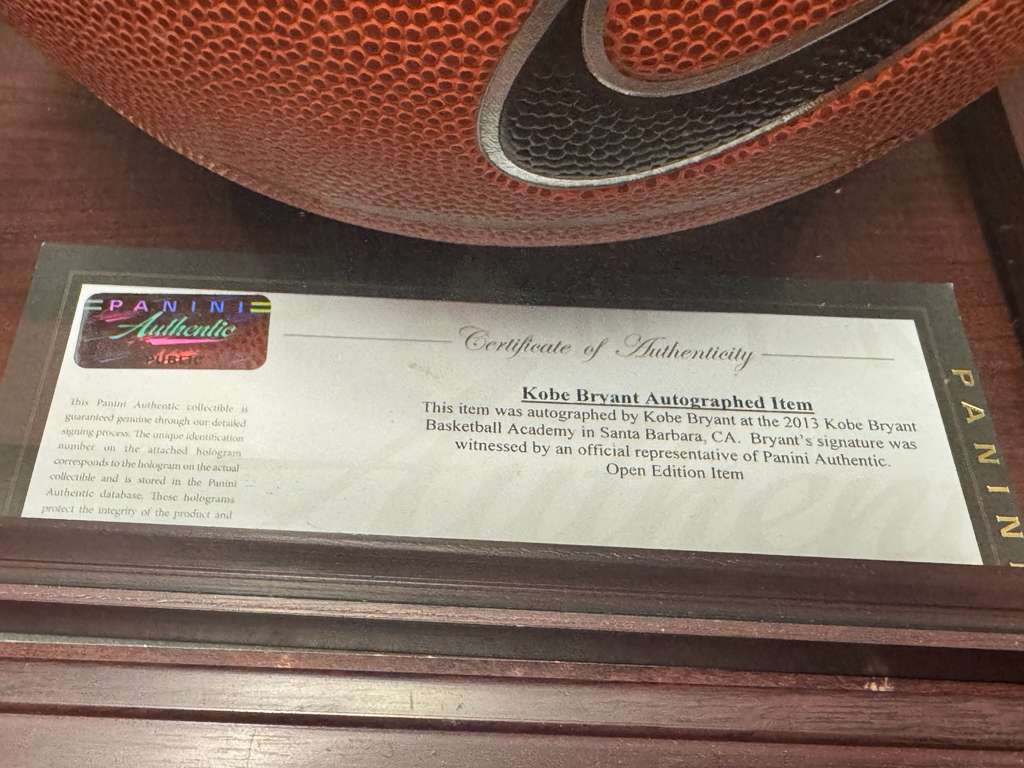 PANINI
Authentic
PUBLIC
Certificate of Authenticity
Kobe Bryant Autographed Item
This item was autographed by Kobe Bryant at the 2013 Kobe Bryant
Basketball Academy in Santa Barbara, CA. Bryant's signature was
witnessed by an official representative of Panini Authentic.
Open Edition Item
This Panini Authentic collectible is
guaranteed genuine through our detailed
signing process. The unique identification
number on the attached hologram
corresponds to the hologram on the actual
collectible and is stored in the Panini
Authentic database. These holograms
protect the integrity of the product and
PANINI